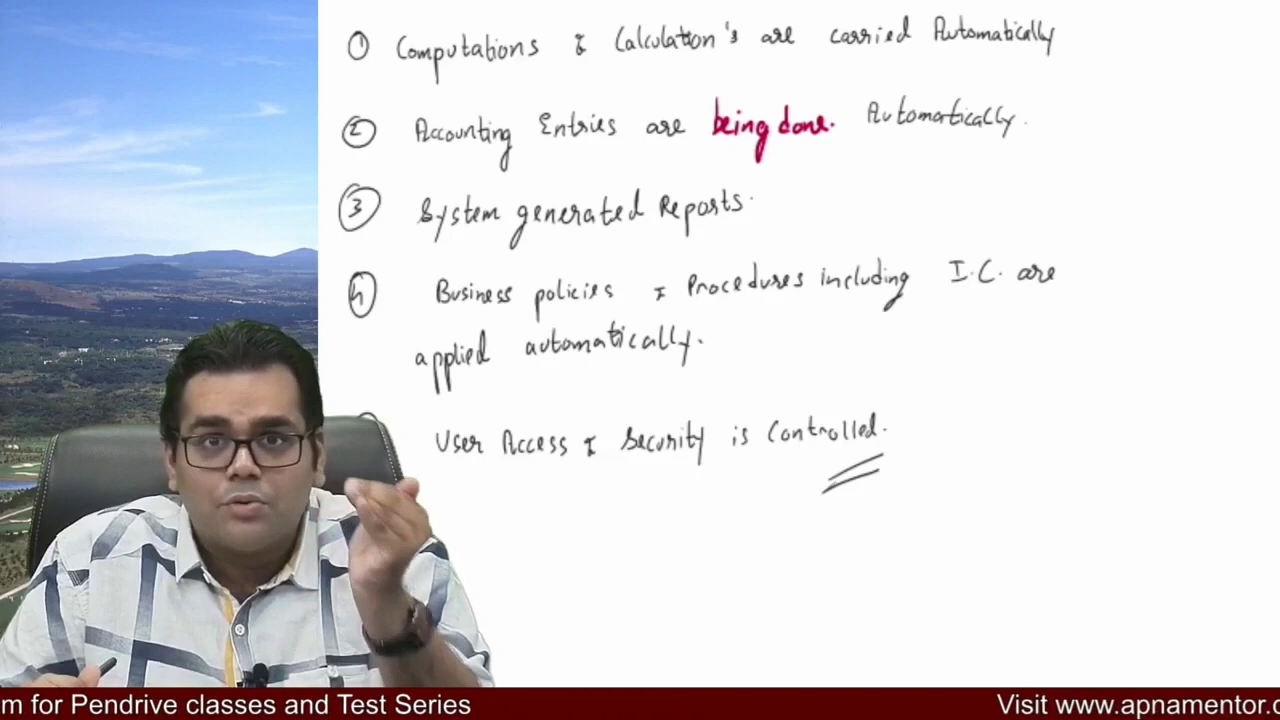 ① Computations & Calculation's are carried Automatically
② Accounting Entries are being done. Automatically.
③ System generated Reports.
④ Business policies & Procedures including I.C. are
applied automatically.
User Access & Security is Controlled.
m for Pendrive classes and Test Series
Visit www.apnamentor.c